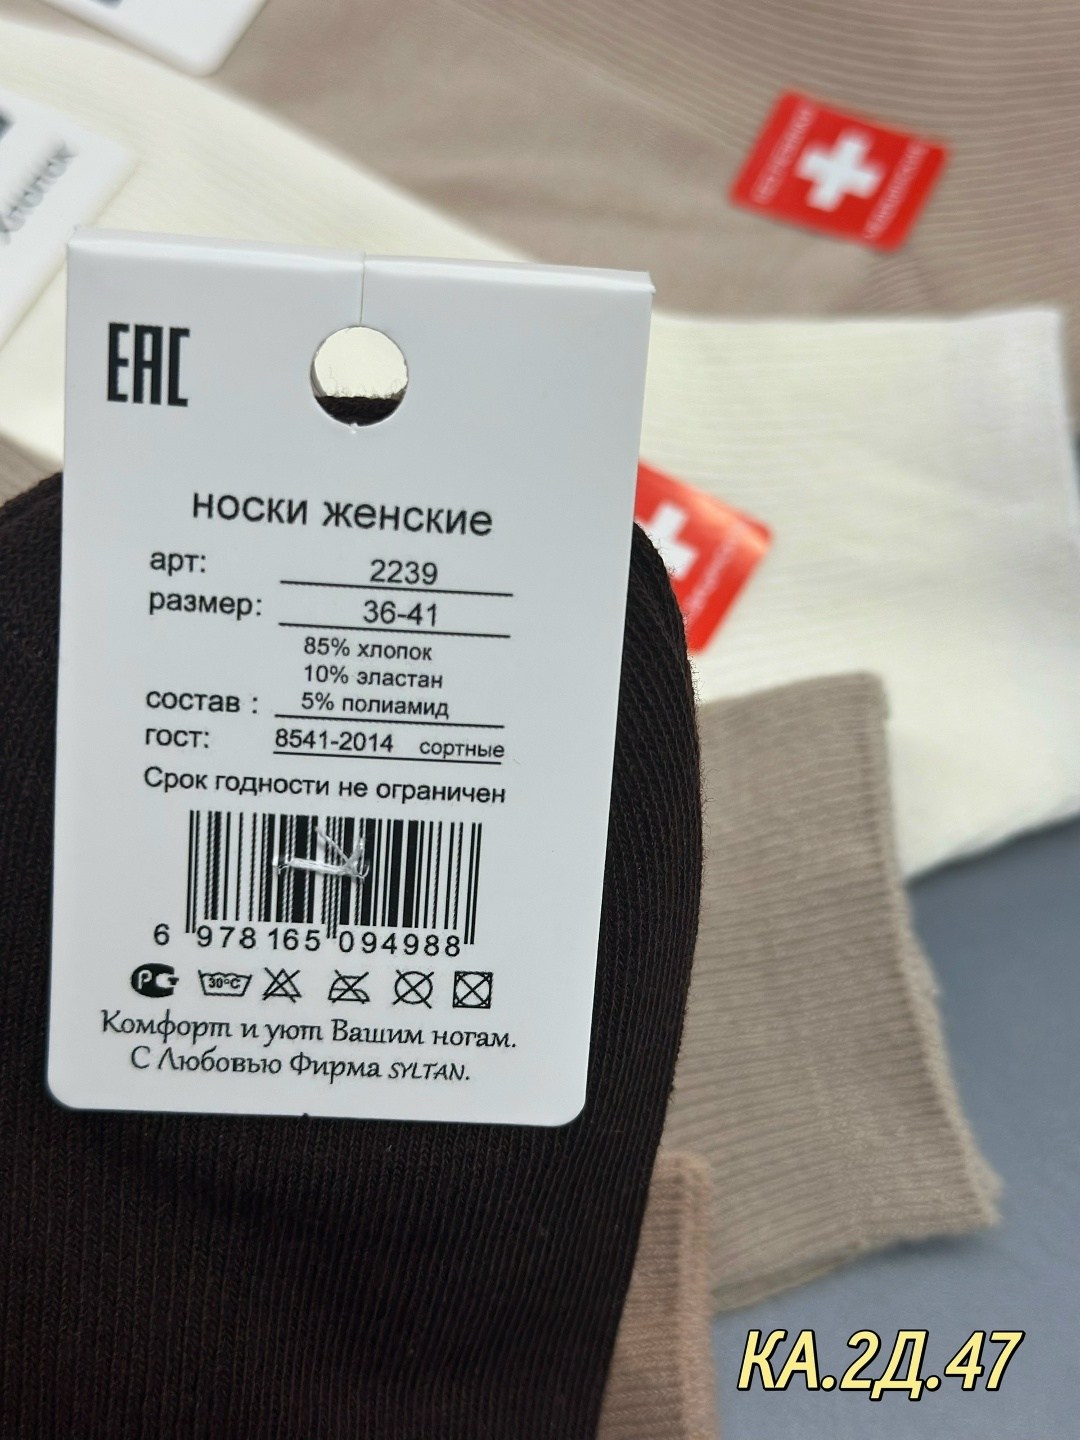 хлопок
ЕАС
носки женские
арт: 2239
размер: 36-41
85% хлопок
10% эластан
состав : 5% полиамид
гост: 8541-2014 сортные
Срок годности не ограничен
6 978165 094988
РС 30°С
Комфорт и уют Вашим ногам.
С Любовью Фирма SYLTAN.
КА.2Д.47